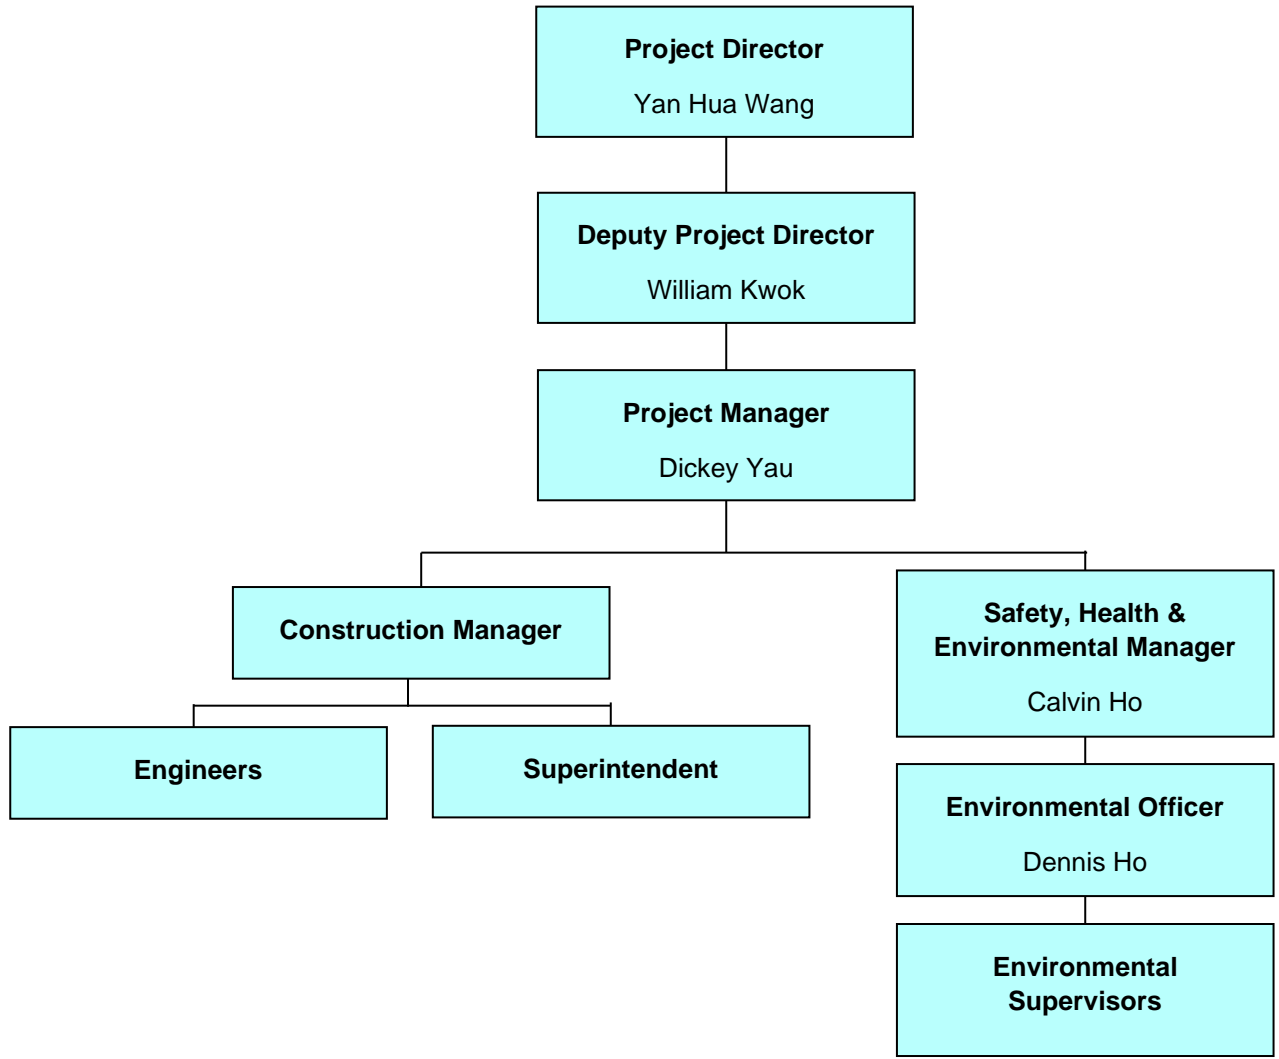 Project Director
Yan Hua Wang
Deputy Project Director
William Kwok
Project Manager
Dickey Yau
Construction Manager
Safety, Health &
Environmental Manager
Calvin Ho
Engineers
Superintendent
Environmental Officer
Dennis Ho
Environmental
Supervisors